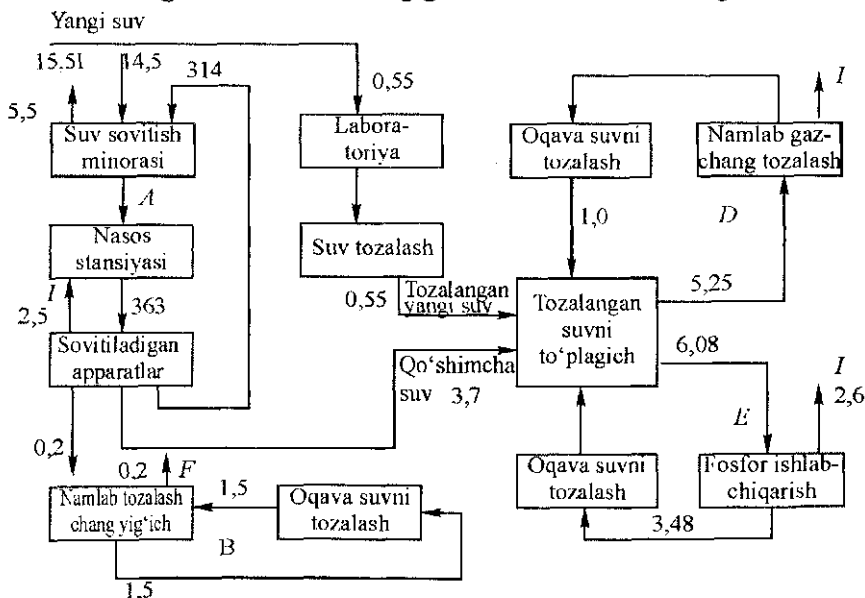 Yangi suv
15,51
14,5
314
5,5
0,55
I
Suv sovitish
minorasi
Labora-
toriya
Oqava suvni
tozalash
Namlab gaz-
chang tozalash
A
1,0
D
Nasos
stansiyasi
Suv tozalash
I
2,5
363
0,55
Tozalangan
yangi suv
Tozalangan
suvni
to‘plagich
5,25
6,08
Sovitiladigan
apparatlar
Qo‘shimcha
suv 3,7
I
2,6
0,2
0,2
F
E
Namlab tozalash
chang yig‘ich
1,5
Oqava suvni
tozalash
Oqava suvni
tozalash
Fosfor ishlab-
chiqarish
B
1,5
3,48